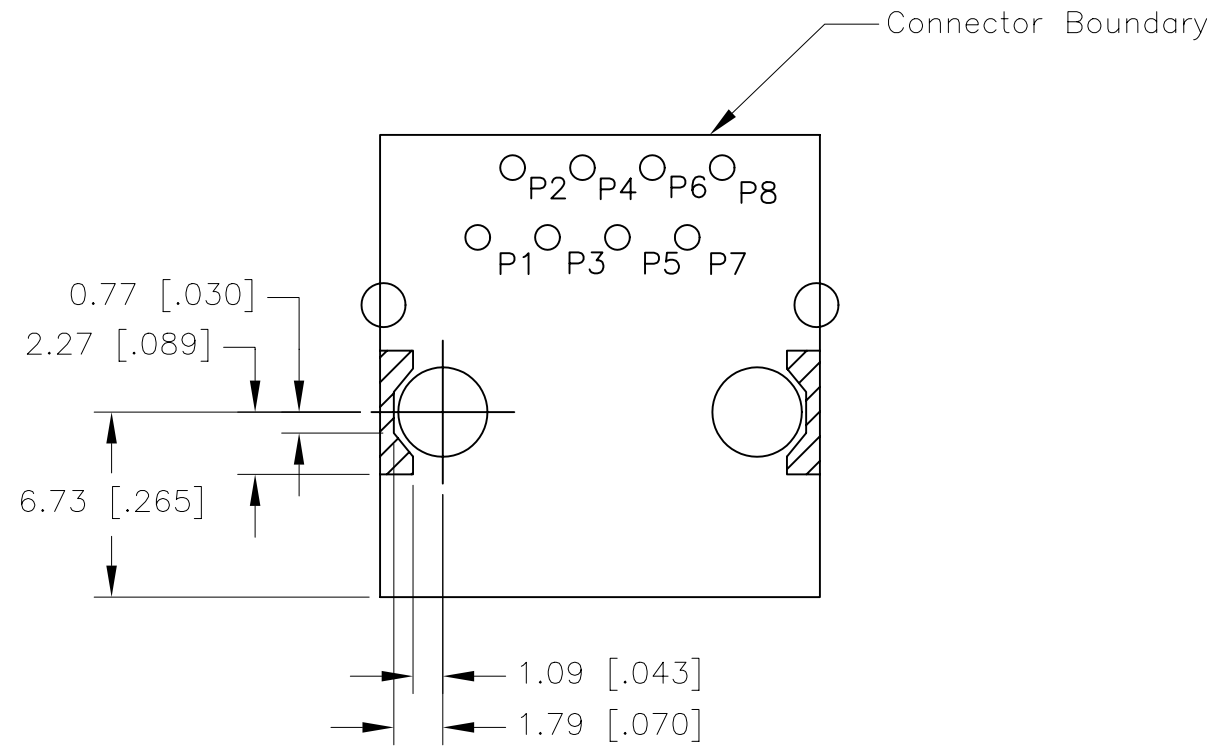 Connector Boundary
P2 P4 P6 P8
P1 P3 P5 P7
0.77 [.030]
2.27 [.089]
6.73 [.265]
1.09 [.043]
1.79 [.070]